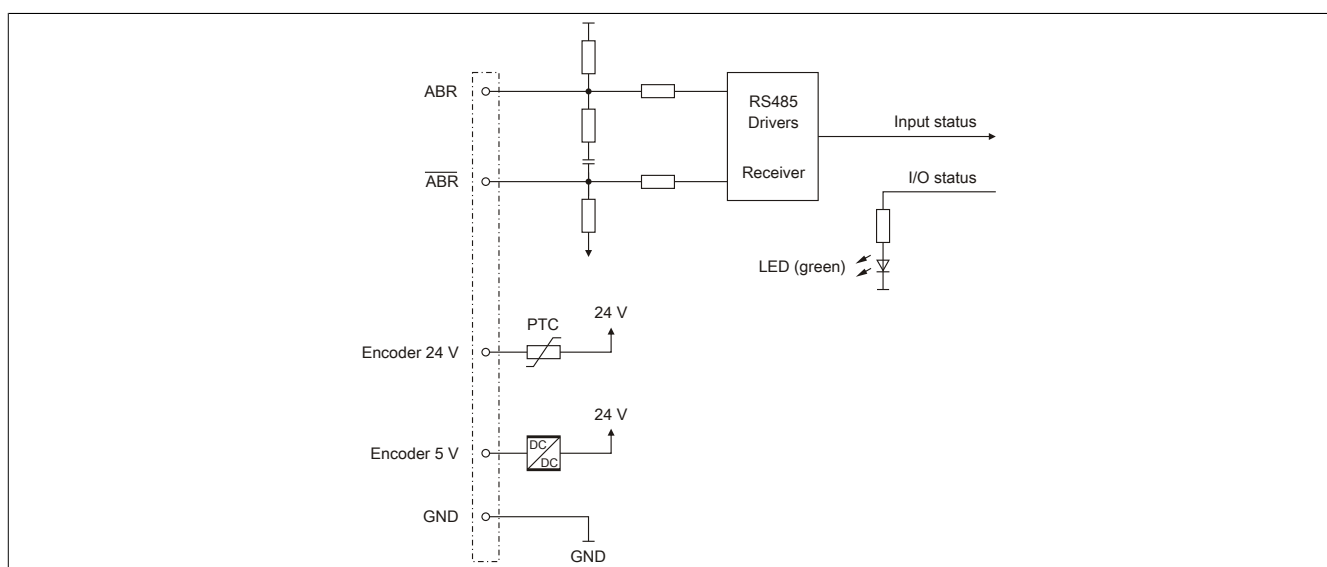 ABR
RS485
Drivers
Receiver
Input status
A̅B̅R̅
I/O status
LED (green)
PTC
24 V
Encoder 24 V
24 V
Encoder 5 V
DC
DC
GND
GND